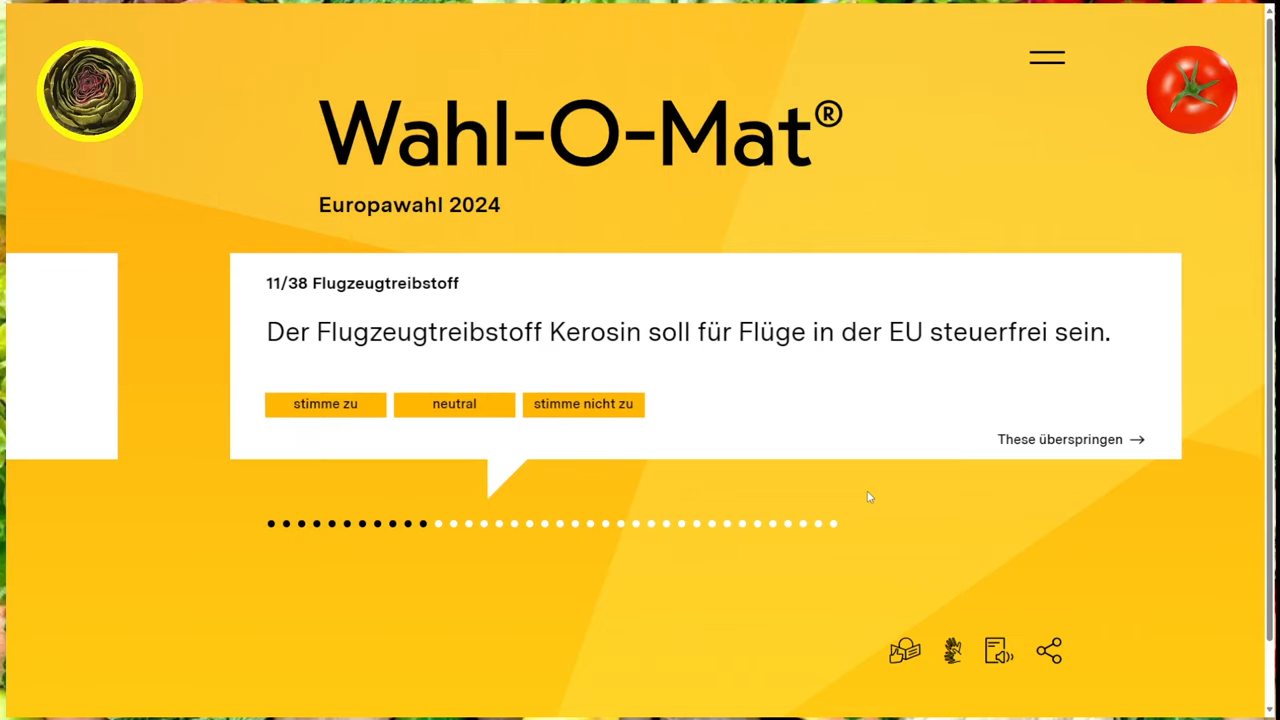 Wahl-O-Mat®
Europawahl 2024
11/38 Flugzeugtreibstoff
Der Flugzeugtreibstoff Kerosin soll für Flüge in der EU steuerfrei sein.
stimme zu neutral stimme nicht zu
These überspringen →